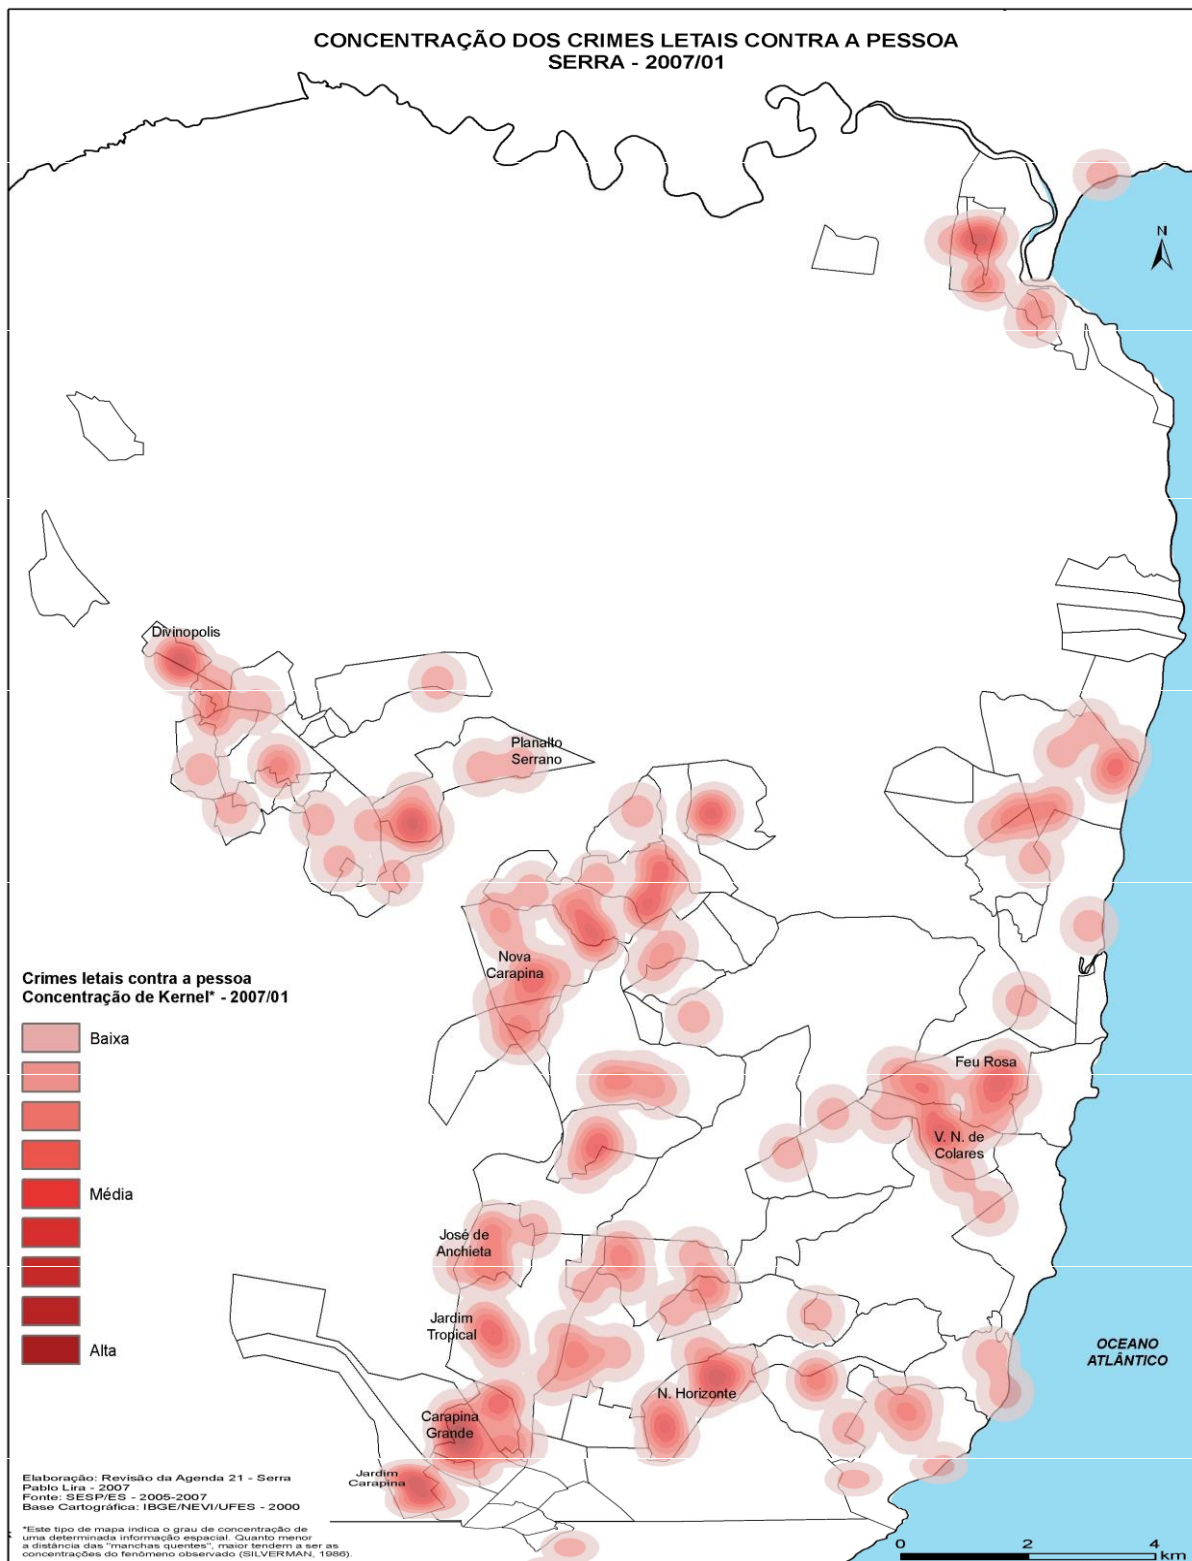 CONCENTRAÇÃO DOS CRIMES LETAIS CONTRA A PESSOA
SERRA - 2007/01
N
Divinopolis
Planalto
Serrano
Nova
Carapina
Crimes letais contra a pessoa
Concentração de Kernel* - 2007/01
Baixa
Média
Alta
Feu Rosa
V. N. de
Colares
José de
Anchieta
Jardim
Tropical
OCEANO
ATLÂNTICO
N. Horizonte
Carapina
Grande
Jardim
Carapina
Elaboração: Revisão da Agenda 21 - Serra
Pablo Lira - 2007
Fonte: SESP/ES - 2005-2007
Base Cartográfica: IBGE/NEVI/UFES - 2000
*Este tipo de mapa indica o grau de concentração de
uma determinada informação espacial. Quanto menor
a distância das "manchas quentes", maior tendem a ser as
concentrações do fenômeno observado (SILVERMAN, 1986).
0 2 4
km